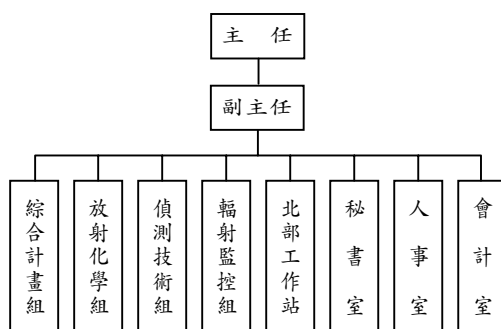 主 任
副主任
綜合計畫組
放射化學組
偵測技術組
輻射監控組
北部工作站
秘書室
人事室
會計室